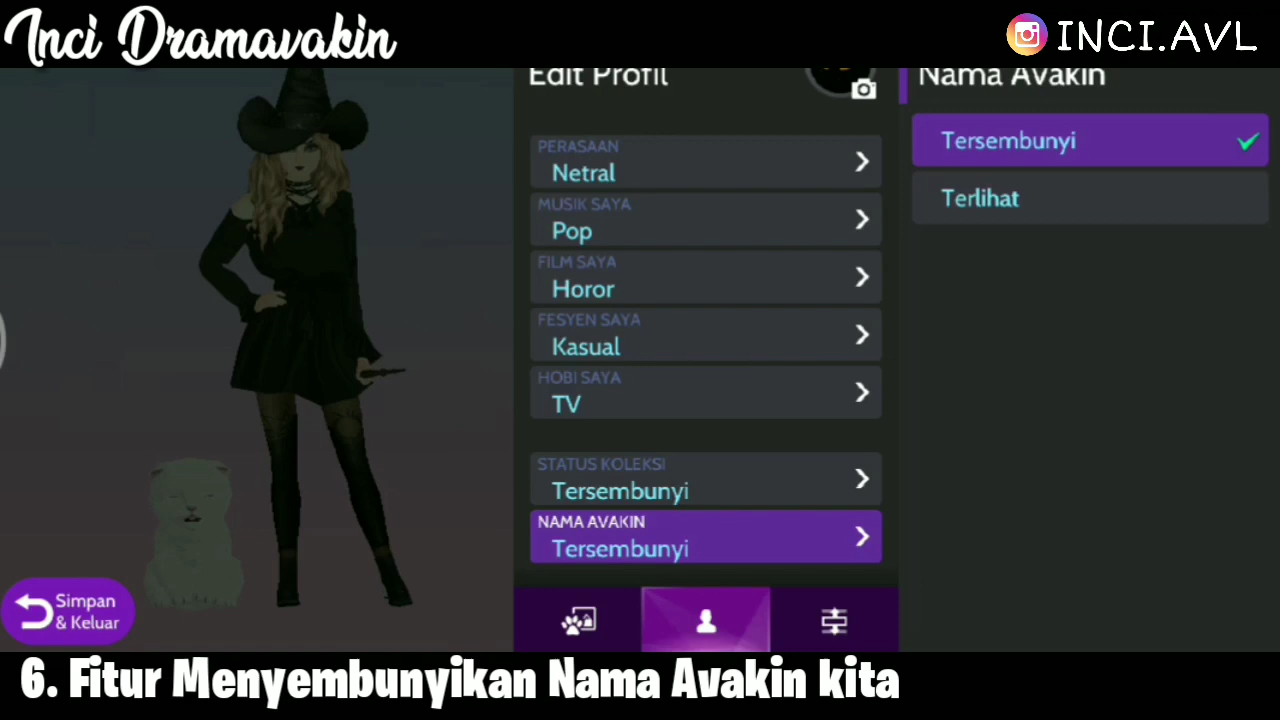 Inci Dramavakin
INCI.AVL
Edit Profil
PERASAAN
Netral
MUSIK SAYA
Pop
FILM SAYA
Horor
FESYEN SAYA
Kasual
HOBI SAYA
TV
STATUS KOLEKSI
Tersembunyi
NAMA AVAKIN
Tersembunyi
Nama Avakin
Tersembunyi
Terlihat
Simpan
& Keluar
6. Fitur Menyembunyikan Nama Avakin kita